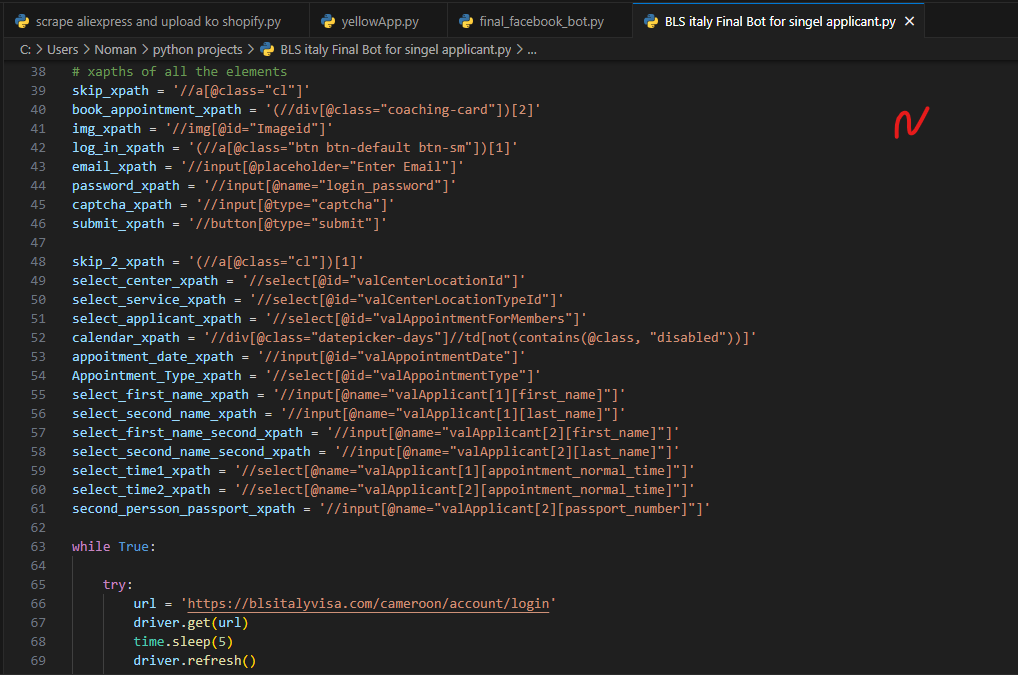 scrape aliexpress and upload ko shopify.py yellowApp.py final_facebook_bot.py BLS italy Final Bot for singel applicant.py
C: > Users > Noman > python projects > BLS italy Final Bot for singel applicant.py > ...
38 # xapths of all the elements
39 skip_xpath = '//a[@class="cl"]'
40 book_appointment_xpath = '(//div[@class="coaching-card"])[2]'
41 img_xpath = '//img[@id="Imageid"]'
42 log_in_xpath = '(//a[@class="btn btn-default btn-sm"])[1]'
43 email_xpath = '//input[@placeholder="Enter Email"]'
44 password_xpath = '//input[@name="login_password"]'
45 captcha_xpath = '//input[@type="captcha"]'
46 submit_xpath = '//button[@type="submit"]'
47
48 skip_2_xpath = '(//a[@class="cl"])[1]'
49 select_center_xpath = '//select[@id="valCenterLocationId"]'
50 select_service_xpath = '//select[@id="valCenterLocationTypeId"]'
51 select_applicant_xpath = '//select[@id="valAppointmentForMembers"]'
52 calendar_xpath = '//div[@class="datepicker-days"]//td[not(contains(@class, "disabled"))]'
53 appoitment_date_xpath = '//input[@id="valAppointmentDate"]'
54 Appointment_Type_xpath = '//select[@id="valAppointmentType"]'
55 select_first_name_xpath = '//input[@name="valApplicant[1][first_name]"]'
56 select_second_name_xpath = '//input[@name="valApplicant[1][last_name]"]'
57 select_first_name_second_xpath = '//input[@name="valApplicant[2][first_name]"]'
58 select_second_name_second_xpath = '//input[@name="valApplicant[2][last_name]"]'
59 select_time1_xpath = '//select[@name="valApplicant[1][appointment_normal_time]"]'
60 select_time2_xpath = '//select[@name="valApplicant[2][appointment_normal_time]"]'
61 second_persson_passport_xpath = '//input[@name="valApplicant[2][passport_number]"]'
62
63 while True:
64
65 try:
66 url = 'https://blsitalyvisa.com/cameroon/account/login'
67 driver.get(url)
68 time.sleep(5)
69 driver.refresh()